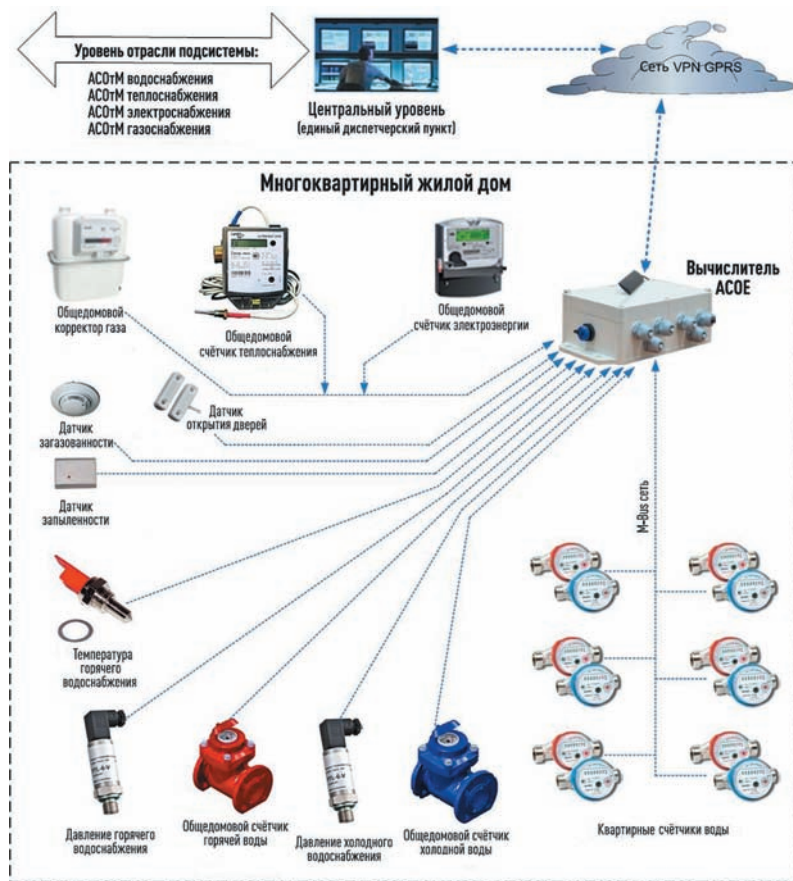 Уровень отрасли подсистемы:
АСОтМ водоснабжения
АСОтМ теплоснабжения
АСОтМ электроснабжения
АСОтМ газоснабжения
Центральный уровень
(единый диспетчерский пункт)
Сеть VPN GPRS
Многоквартирный жилой дом
Общедомовой
корректор газа
Общедомовой
счётчик теплоснабжения
Общедомовой
счётчик электроэнергии
Вычислитель
АСОЕ
Датчик
загазованности
Датчик
открытия дверей
Датчик
запыленности
M-Bus сеть
Температура
горячего
водоснабжения
Давление горячего
водоснабжения
Общедомовой счётчик
горячей воды
Давление холодного
водоснабжения
Общедомовой счётчик
холодной воды
Квартирные счётчики воды